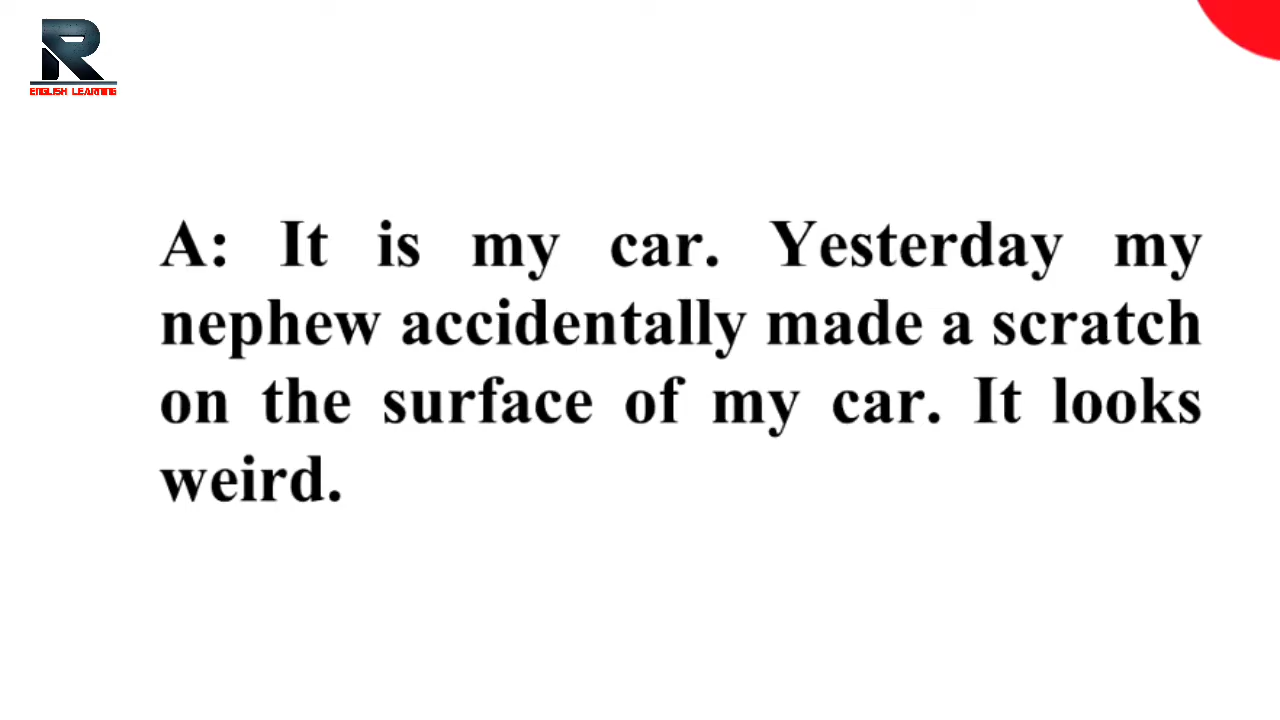 R
ENGLISH LEARNING
A: It is my car. Yesterday my
nephew accidentally made a scratch
on the surface of my car. It looks
weird.